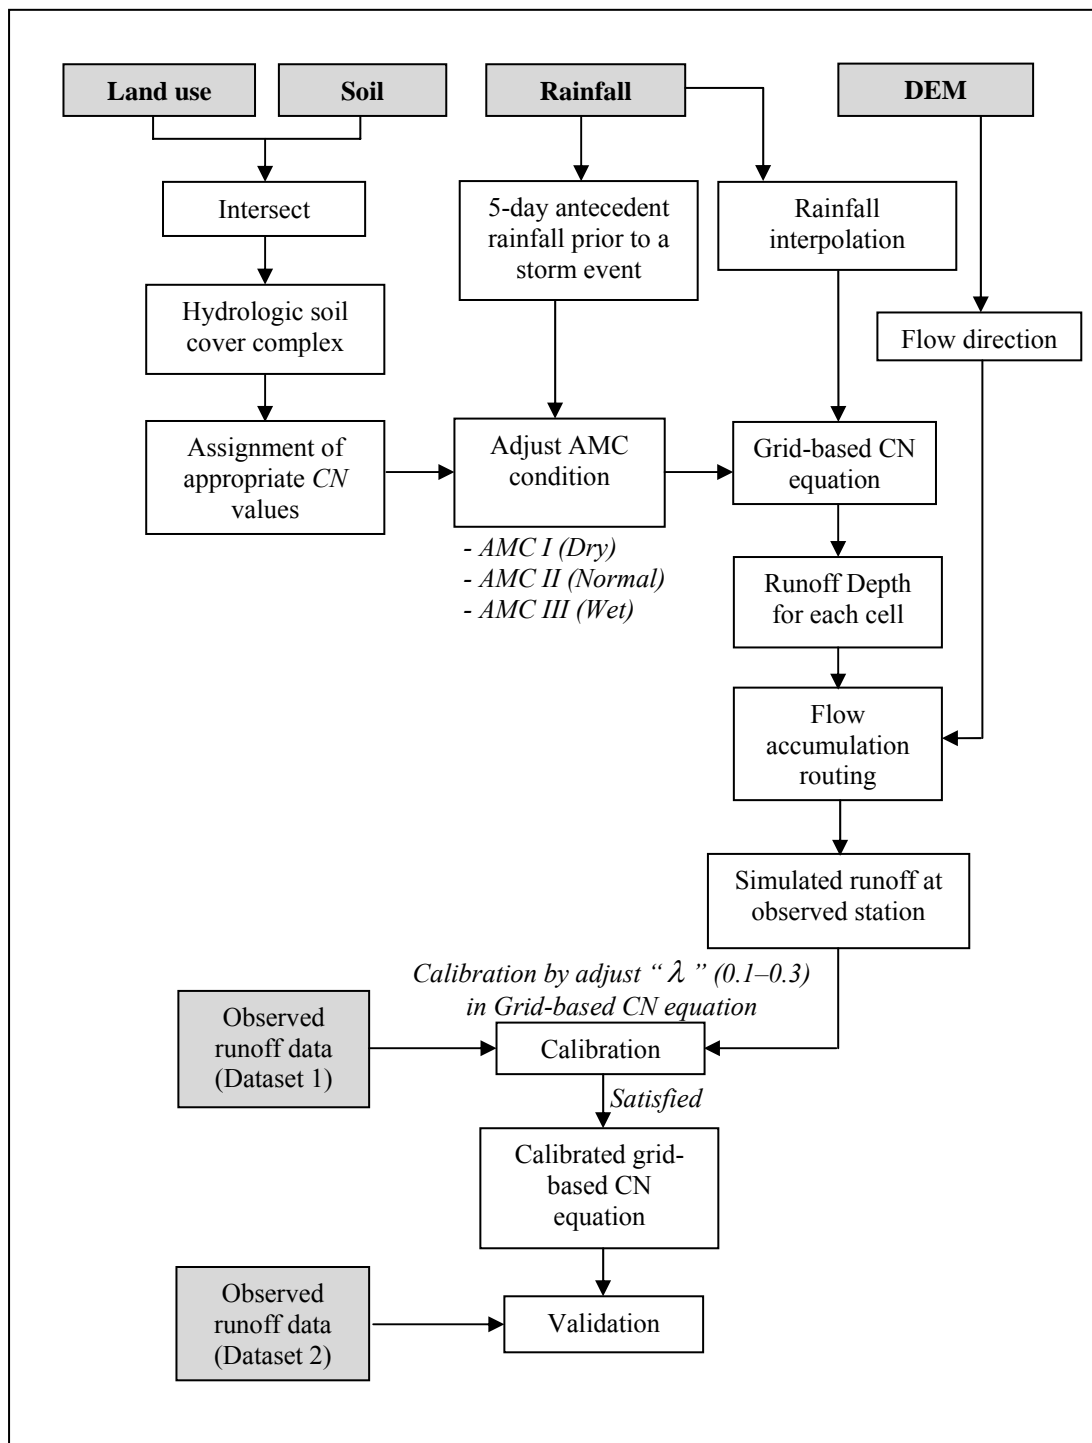 Land use
Soil
Rainfall
DEM
Intersect
5-day antecedent
rainfall prior to a
storm event
Rainfall
interpolation
Hydrologic soil
cover complex
Flow direction
Assignment of
appropriate CN
values
Adjust AMC
condition
Grid-based CN
equation
- AMC I (Dry)
- AMC II (Normal)
- AMC III (Wet)
Runoff Depth
for each cell
Flow
accumulation
routing
Simulated runoff at
observed station
Calibration by adjust “ λ ” (0.1–0.3)
in Grid-based CN equation
Observed
runoff data
(Dataset 1)
Calibration
Satisfied
Calibrated grid-
based CN
equation
Observed
runoff data
(Dataset 2)
Validation